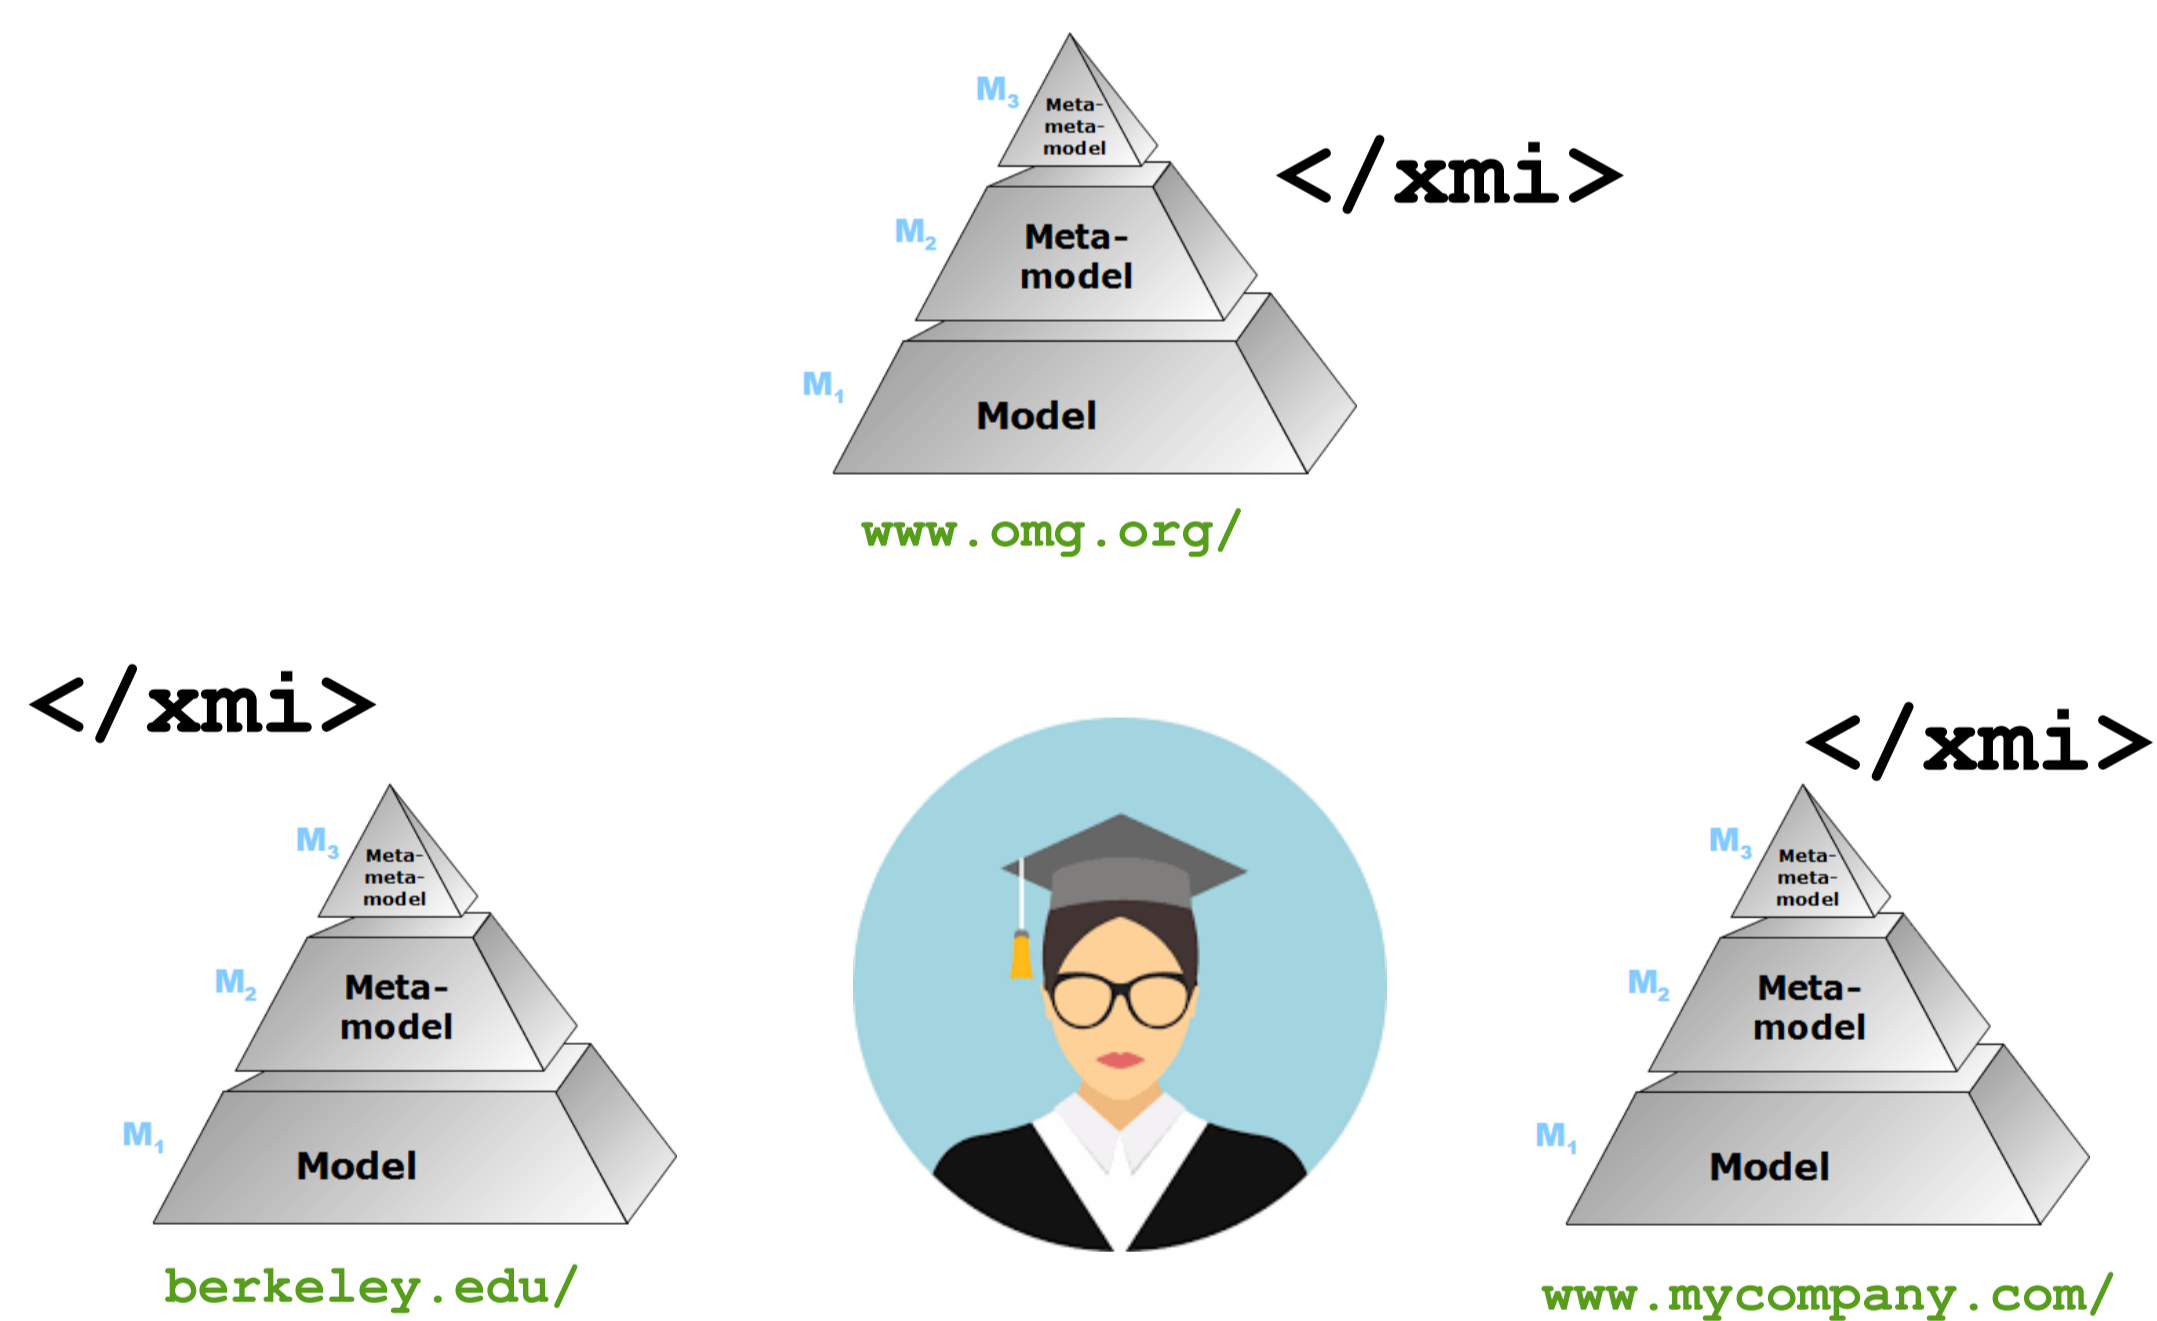 M3
Meta-
meta-
model
</xmi>
M2
Meta-
model
M1
Model
www.omg.org/
</xmi>
M3
Meta-
meta-
model
M2
Meta-
model
M1
Model
berkeley.edu/
</xmi>
M3
Meta-
meta-
model
M2
Meta-
model
M1
Model
www.mycompany.com/